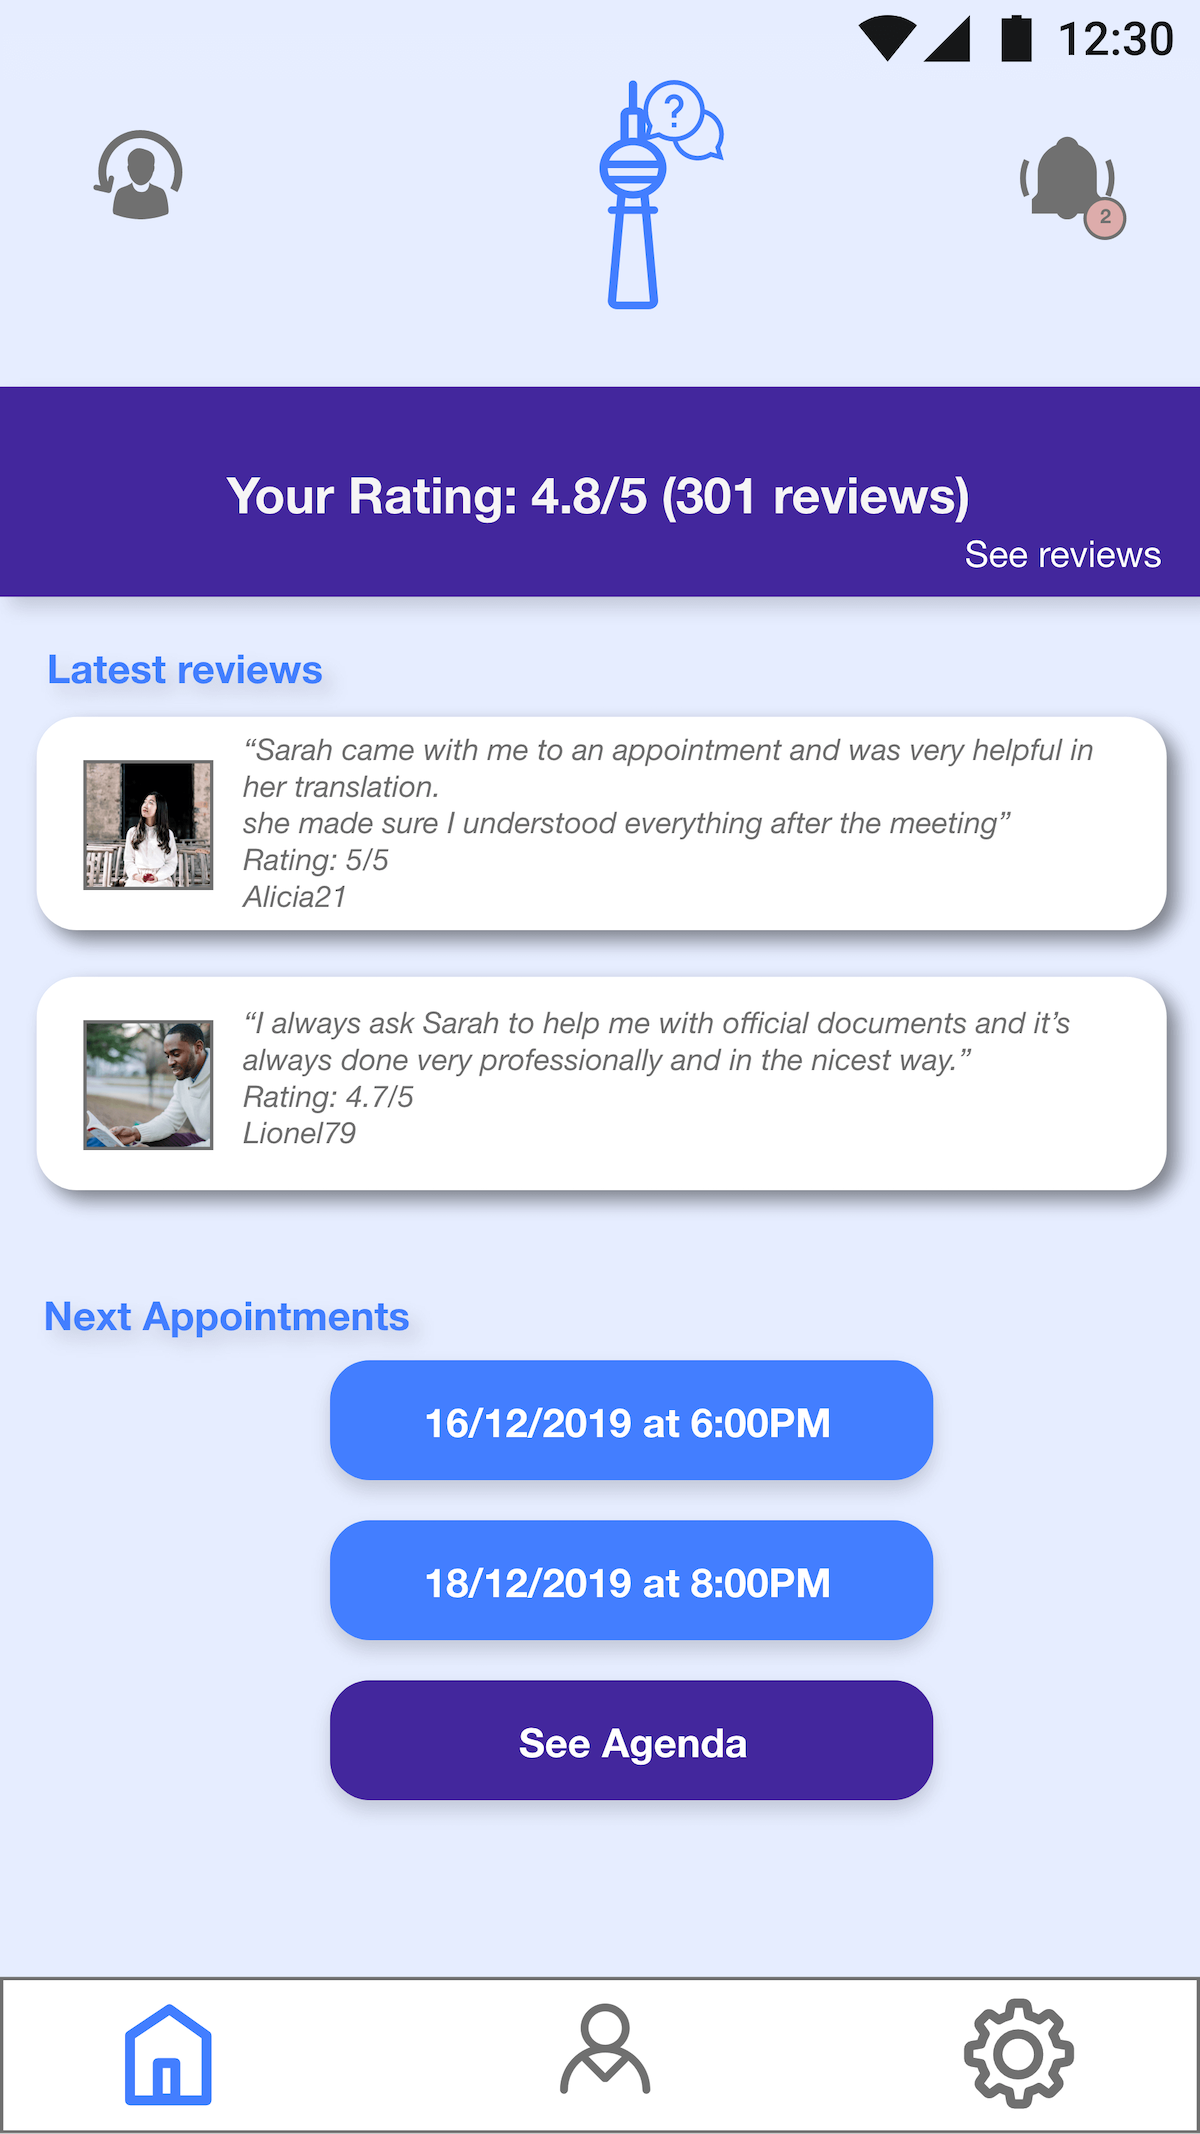 12:30
?
2
Your Rating: 4.8/5 (301 reviews)
See reviews
Latest reviews
“Sarah came with me to an appointment and was very helpful in
her translation.
she made sure I understood everything after the meeting”
Rating: 5/5
Alicia21
“I always ask Sarah to help me with official documents and it’s
always done very professionally and in the nicest way.”
Rating: 4.7/5
Lionel79
Next Appointments
16/12/2019 at 6:00PM
18/12/2019 at 8:00PM
See Agenda